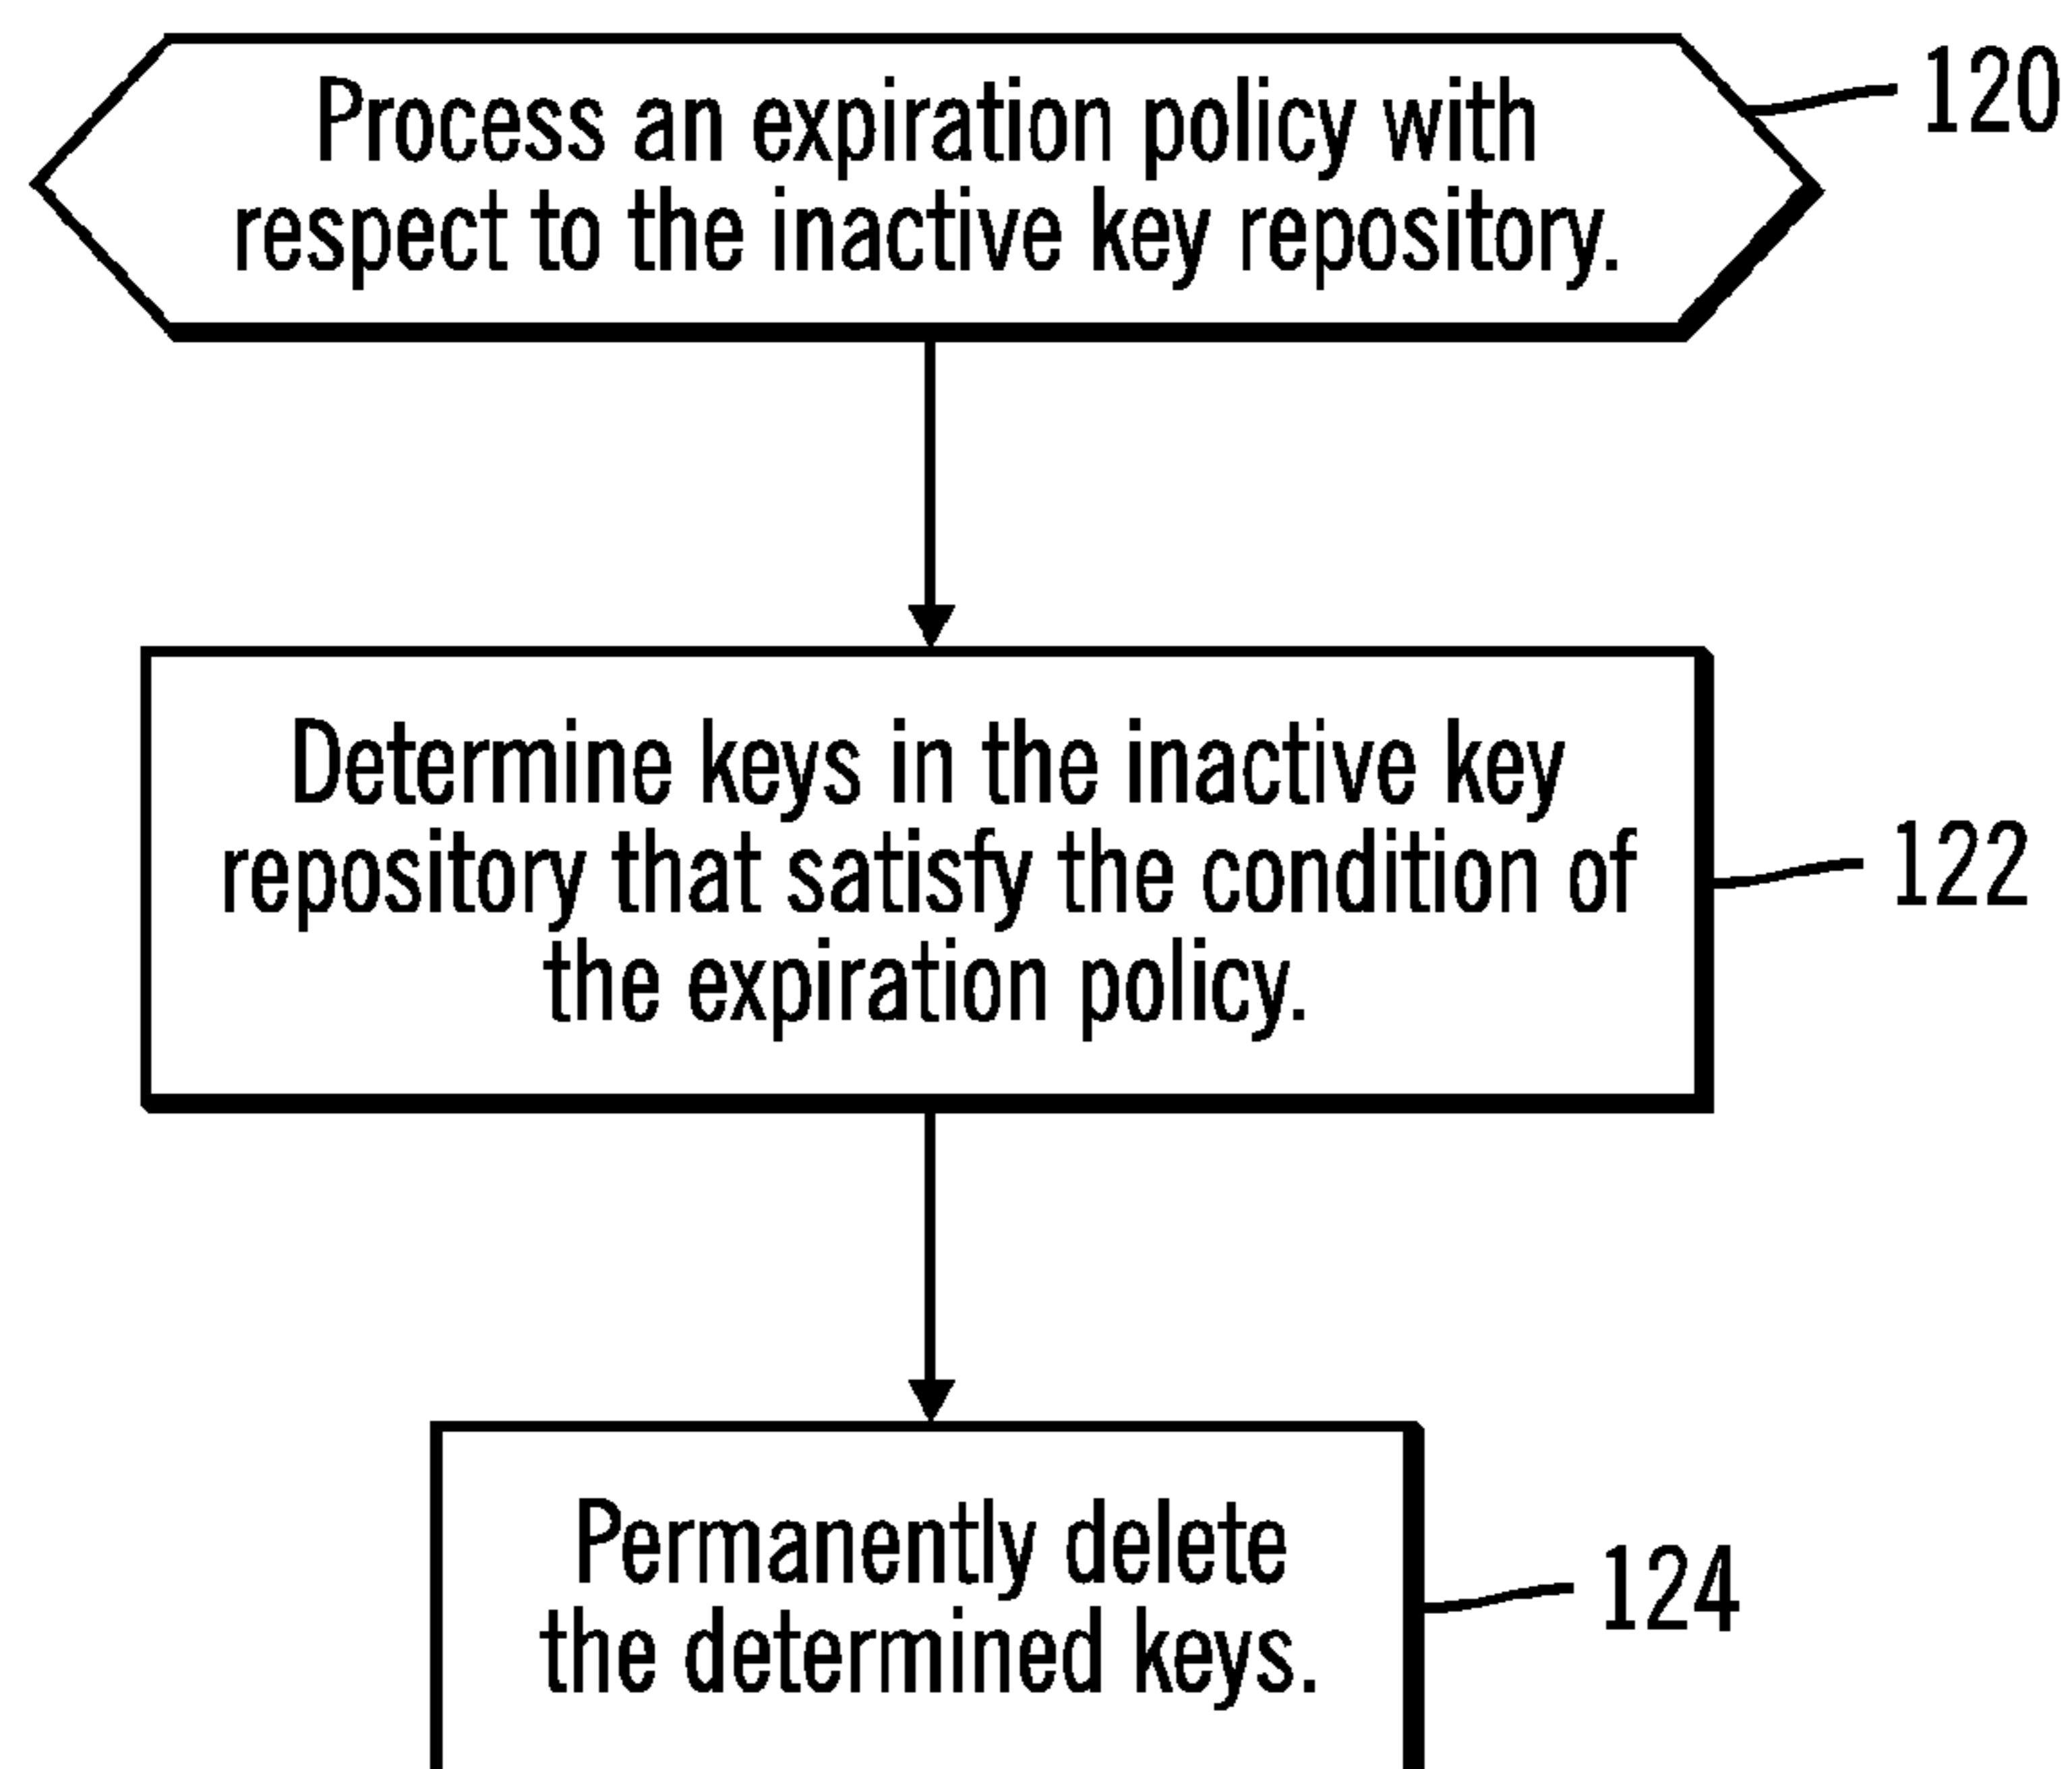 Process an expiration policy with
respect to the inactive key repository.
120
Determine keys in the inactive key
repository that satisfy the condition of
the expiration policy.
122
Permanently delete
the determined keys.
124